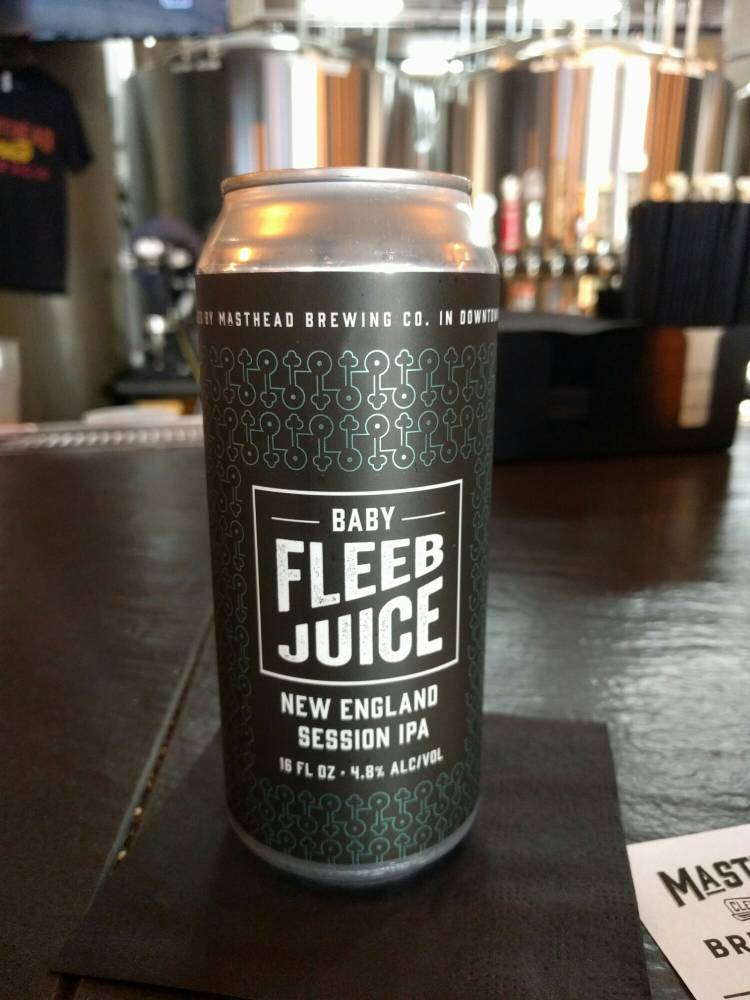 BY MASTHEAD BREWING CO. IN DOWNTOWN
BABY
FLEEB
JUICE
NEW ENGLAND
SESSION IPA
16 FL OZ • 4.8% ALC/VOL
MAST
CLE
BR